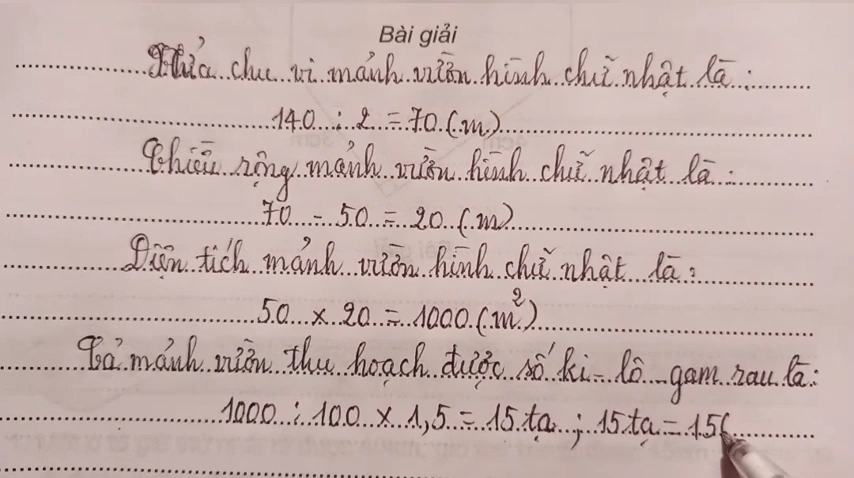 Bài giải
Nửa chu vi mảnh vườn hình chữ nhật là :
140 : 2 = 70 (m)
Chiều rộng mảnh vườn hình chữ nhật là :
70 - 50 = 20 (m)
Diện tích mảnh vườn hình chữ nhật là :
50 x 20 = 1000 (m²)
Cả mảnh vườn thu hoạch được số ki-lô-gam rau là:
1000 : 100 x 1,5 = 15 tạ ; 15 tạ = 15